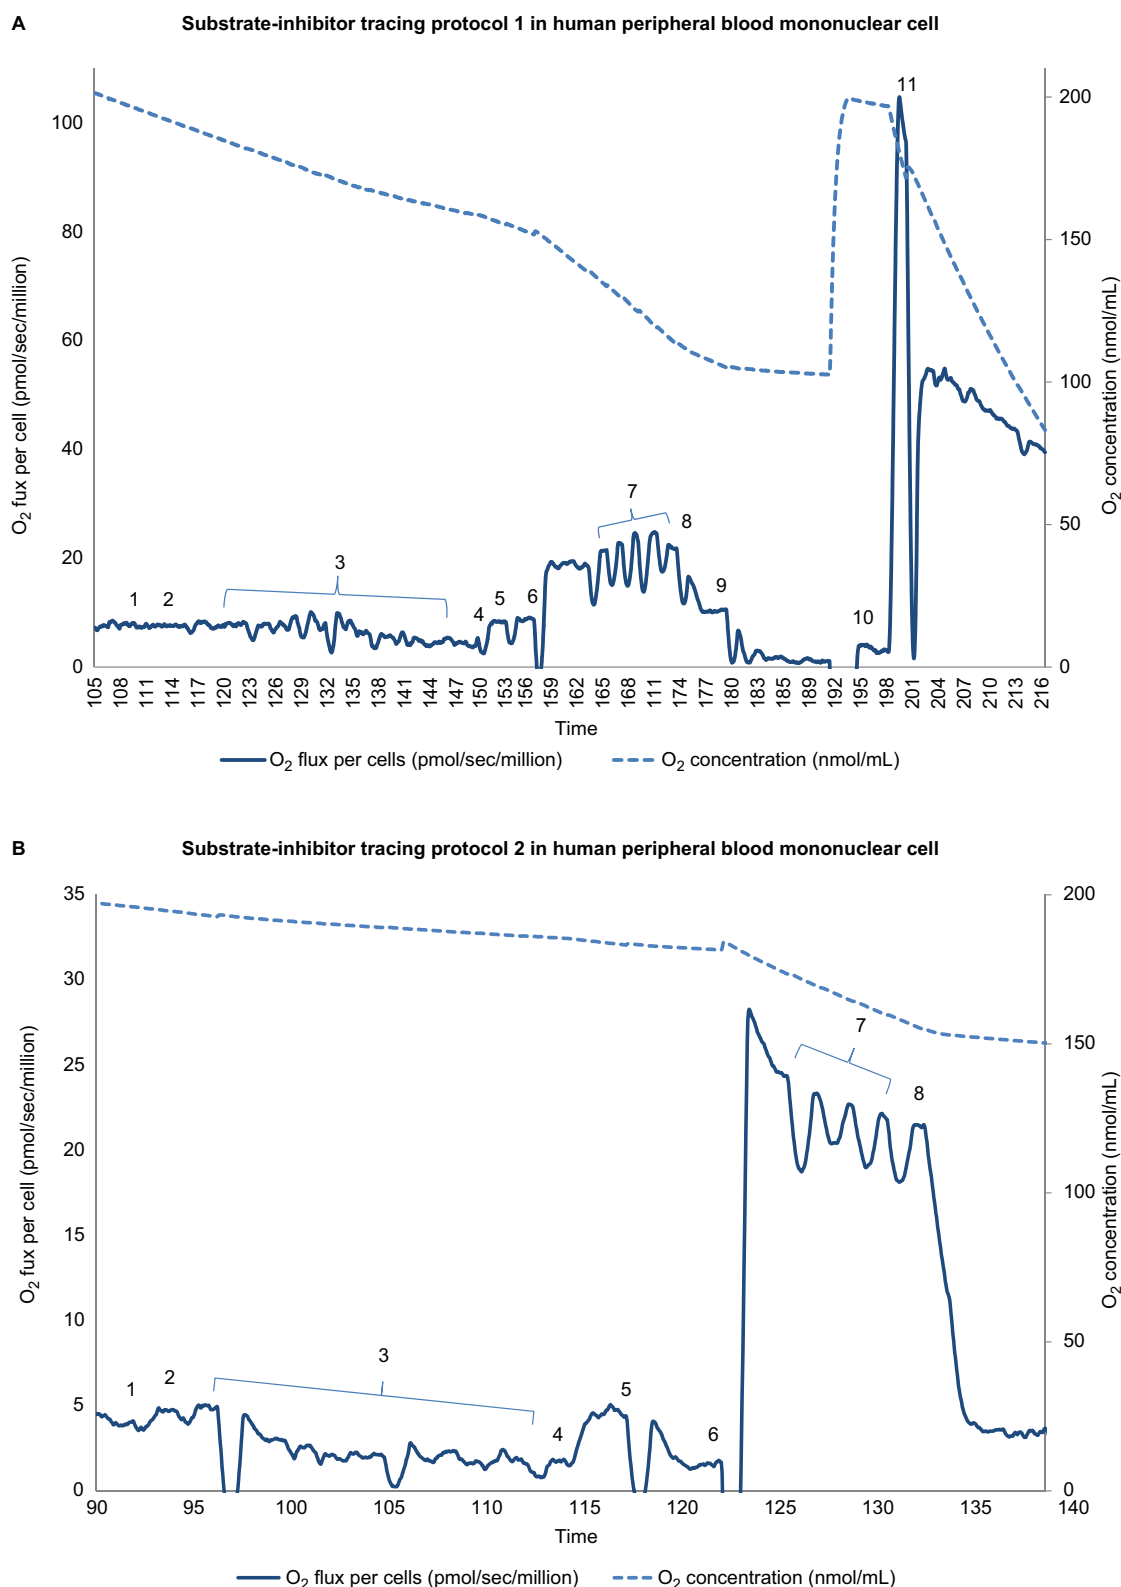 A
Substrate-inhibitor tracing protocol 1 in human peripheral blood mononuclear cell
O2 fux per cell (pmol/sec/million)
100
80
60
40
20
0
1 2 3 4 5 6 7 8 9 10 11
200
150
100
50
0
O2 concentration (nmol/mL)
105 108 111 114 117 120 123 126 129 132 135 138 141 144 147 150 153 156 159 162 165 168 111 174 177 180 183 189 192 195 198 201 204 207 210 213 216
Time
O2 flux per cells (pmol/sec/million) O2 concentration (nmol/mL)
B
Substrate-inhibitor tracing protocol 2 in human peripheral blood mononuclear cell
O2 fux per cell (pmol/sec/million)
35
30
25
20
15
10
5
0
1 2 3 4 5 6 7 8
200
150
100
50
0
O2 concentration (nmol/mL)
90 95 100 105 110 115 120 125 130 135 140
Time
O2 flux per cells (pmol/sec/million) O2 concentration (nmol/mL)